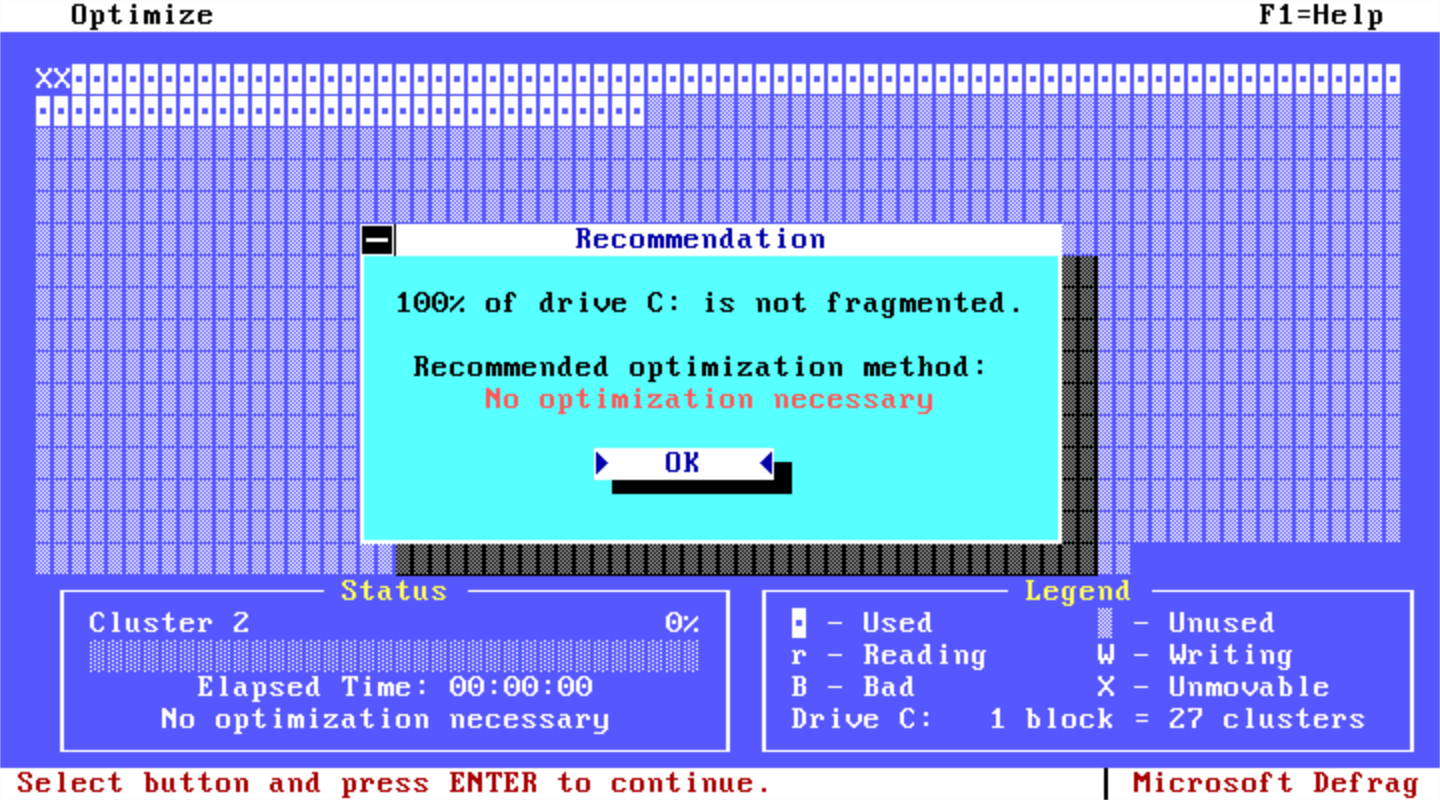 Optimize F1=Help
XX
Recommendation
100% of drive C: is not fragmented.
Recommended optimization method:
No optimization necessary
OK
Status
Cluster 2 0%
Elapsed Time: 00:00:00
No optimization necessary
Legend
- Used - Unused
r - Reading W - Writing
B - Bad X - Unmovable
Drive C: 1 block = 27 clusters
Select button and press ENTER to continue. | Microsoft Defrag